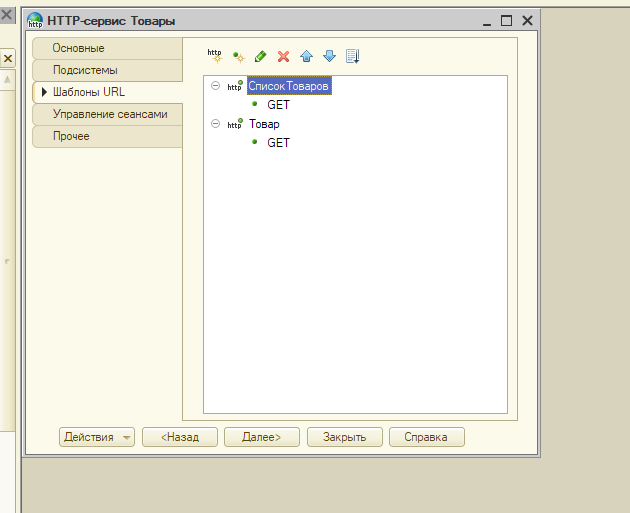 HTTP-сервис Товары
Основные
Подсистемы
Шаблоны URL
Управление сеансами
Прочее
http
http СписокТоваров
GET
http Товар
GET
Действия <Назад Далее> Закрыть Справка